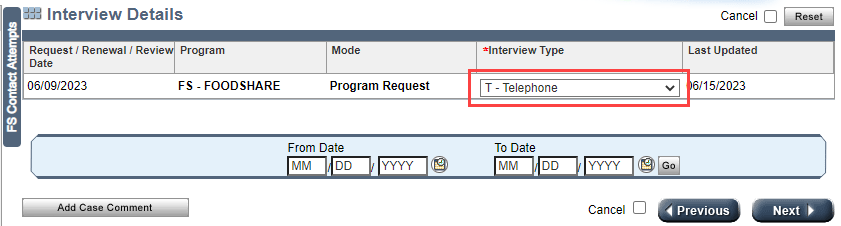 Interview Details
Cancel
Reset
FS Contact Attempts
Request / Renewal / Review Date
Program
Mode
*Interview Type
Last Updated
06/09/2023
FS - FOODSHARE
Program Request
T - Telephone
06/15/2023
From Date
To Date
MM / DD / YYYY
MM / DD / YYYY
Go
Add Case Comment
Cancel
Previous
Next